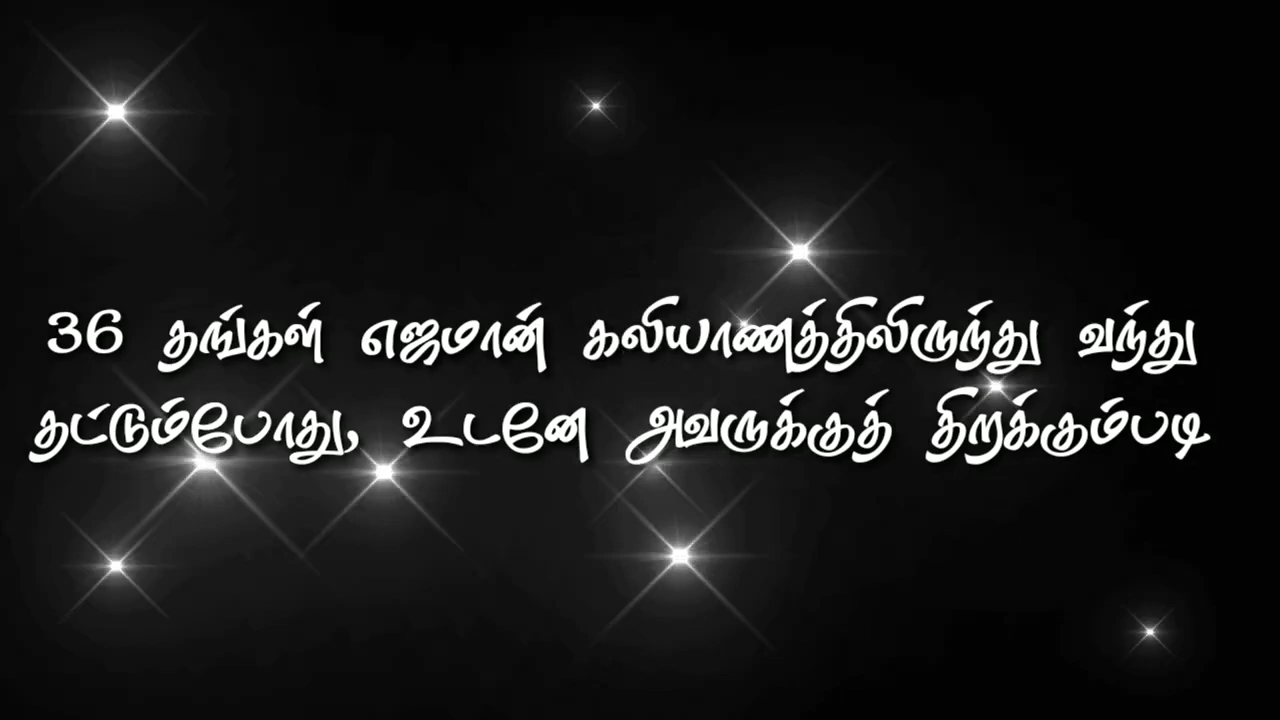 36 தங்கள் எஜமான் கலியாணத்திலிருந்து வந்து
தட்டும்போது, உடனே அவருக்குத் திறக்கும்படி